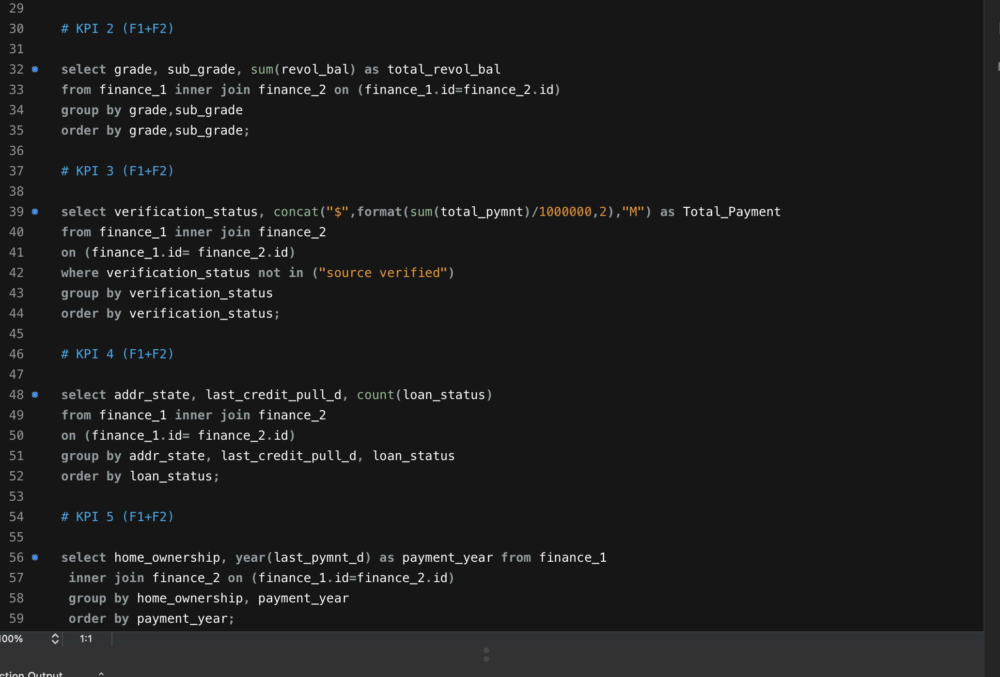 29
30 # KPI 2 (F1+F2)
31
32 select grade, sub_grade, sum(revol_bal) as total_revol_bal
33 from finance_1 inner join finance_2 on (finance_1.id=finance_2.id)
34 group by grade,sub_grade
35 order by grade,sub_grade;
36
37 # KPI 3 (F1+F2)
38
39 select verification_status, concat("$",format(sum(total_pymnt)/1000000,2),"M") as Total_Payment
40 from finance_1 inner join finance_2
41 on (finance_1.id= finance_2.id)
42 where verification_status not in ("source verified")
43 group by verification_status
44 order by verification_status;
45
46 # KPI 4 (F1+F2)
47
48 select addr_state, last_credit_pull_d, count(loan_status)
49 from finance_1 inner join finance_2
50 on (finance_1.id= finance_2.id)
51 group by addr_state, last_credit_pull_d, loan_status
52 order by loan_status;
53
54 # KPI 5 (F1+F2)
55
56 select home_ownership, year(last_pymnt_d) as payment_year from finance_1
57 inner join finance_2 on (finance_1.id=finance_2.id)
58 group by home_ownership, payment_year
59 order by payment_year;
100% 1:1
Output